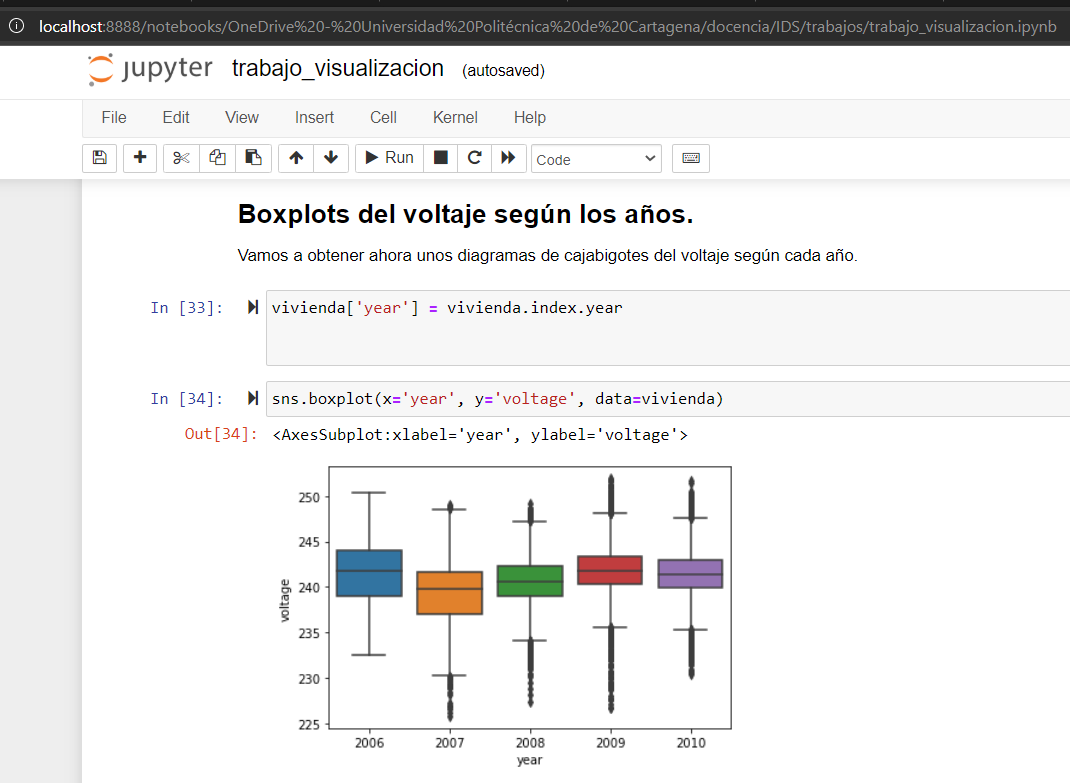 localhost:8888/notebooks/OneDrive%20-%20Universidad%20Politécnica%20de%20Cartagena/docencia/IDS/trabajos/trabajo_visualizacion.ipynb
jupyter trabajo_visualizacion (autosaved)
File Edit View Insert Cell Kernel Help
Run Code
Boxplots del voltaje según los años.
Vamos a obtener ahora unos diagramas de cajabigotes del voltaje según cada año.
In [33]: vivienda['year'] = vivienda.index.year
In [34]: sns.boxplot(x='year', y='voltage', data=vivienda)
Out[34]: <AxesSubplot:xlabel='year', ylabel='voltage'>
250
245
240
235
230
225
voltage
2006 2007 2008 2009 2010
year